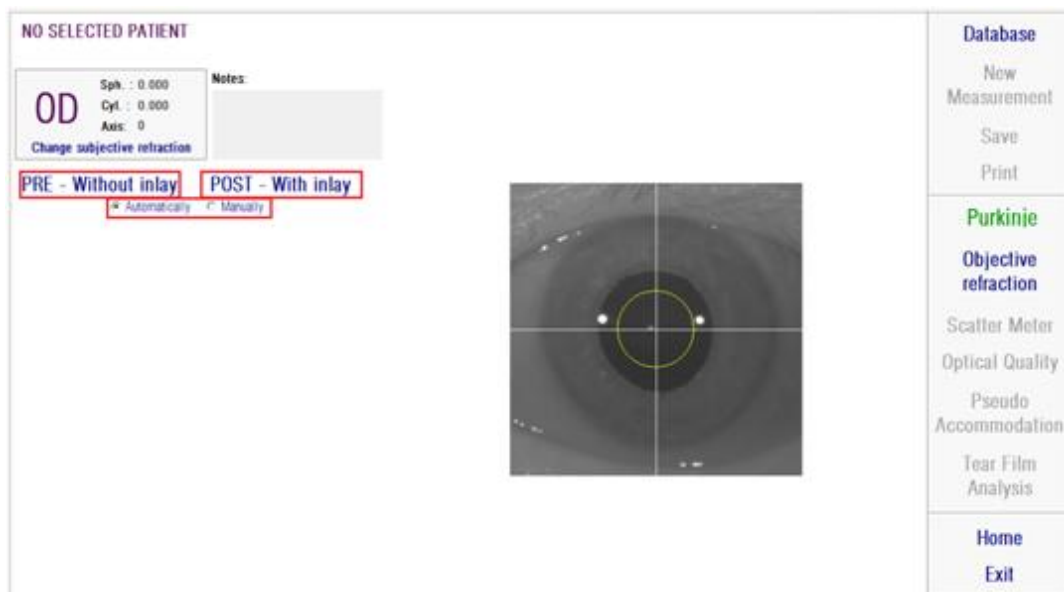 NO SELECTED PATIENT
OD
Sph. : 0.000
Cyl. : 0.000
Axis: 0
Change subjective refraction
Notes:
PRE - Without inlay
POST - With inlay
Automatically
Manually
Database
New
Measurement
Save
Print
Purkinje
Objective
refraction
Scatter Meter
Optical Quality
Pseudo
Accommodation
Tear Film
Analysis
Home
Exit